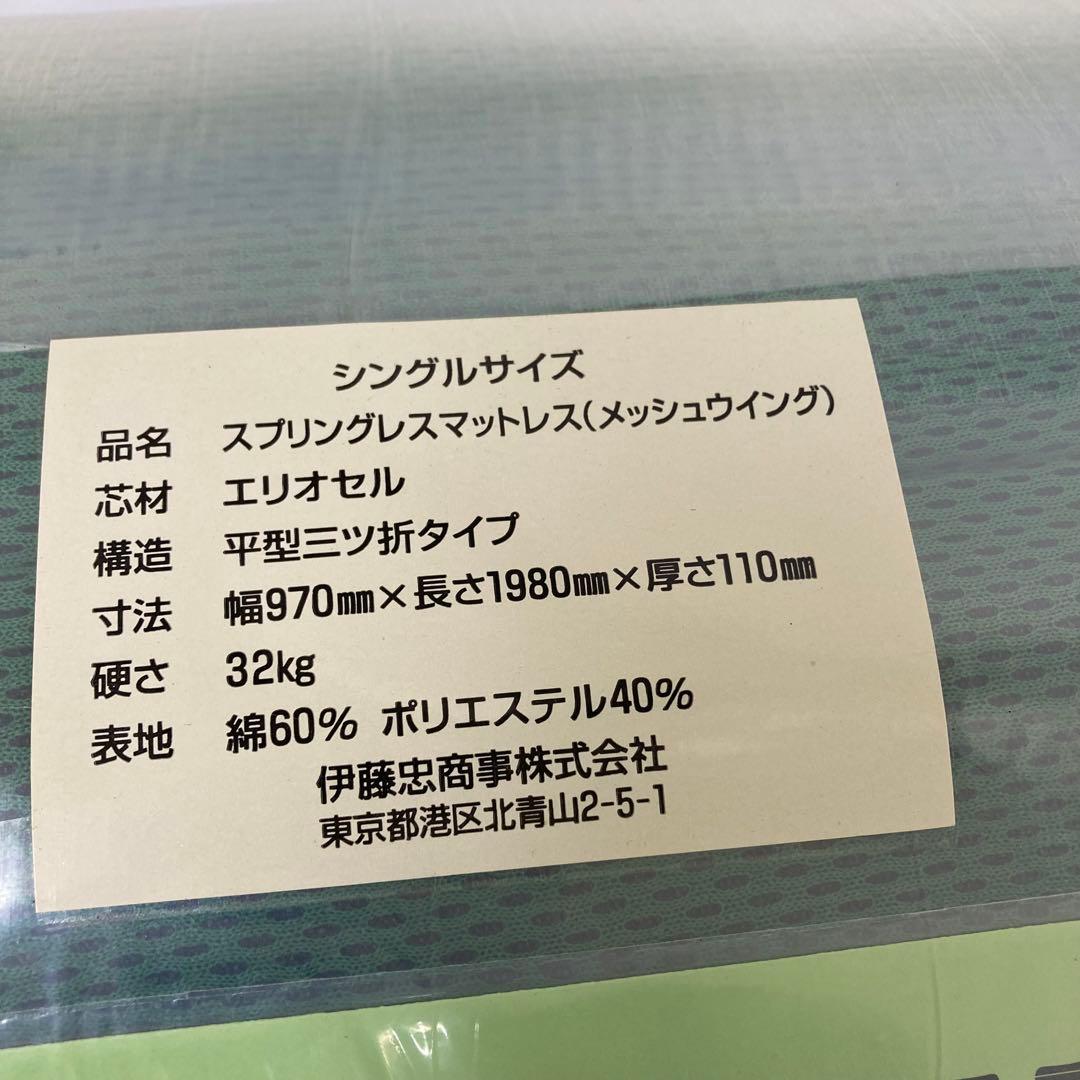 シングルサイズ
品名 スプリングレスマットレス(メッシュウイング)
芯材 エリオセル
構造 平型三ツ折タイプ
寸法 幅970㎜×長さ1980㎜×厚さ110㎜
硬さ 32㎏
表地 綿60% ポリエステル40%
伊藤忠商事株式会社
東京都港区北青山2-5-1